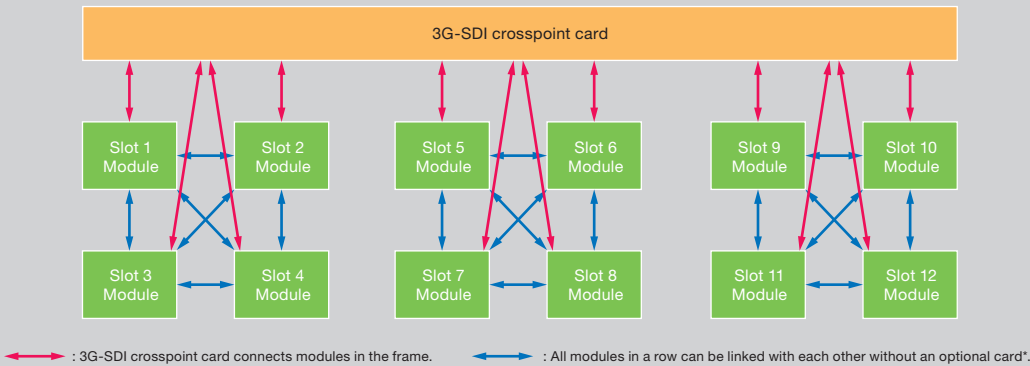 3G-SDI crosspoint card
Slot 1
Module
Slot 2
Module
Slot 5
Module
Slot 6
Module
Slot 9
Module
Slot 10
Module
Slot 3
Module
Slot 4
Module
Slot 7
Module
Slot 8
Module
Slot 11
Module
Slot 12
Module
: 3G-SDI crosspoint card connects modules in the frame.
: All modules in a row can be linked with each other without an optional card*.